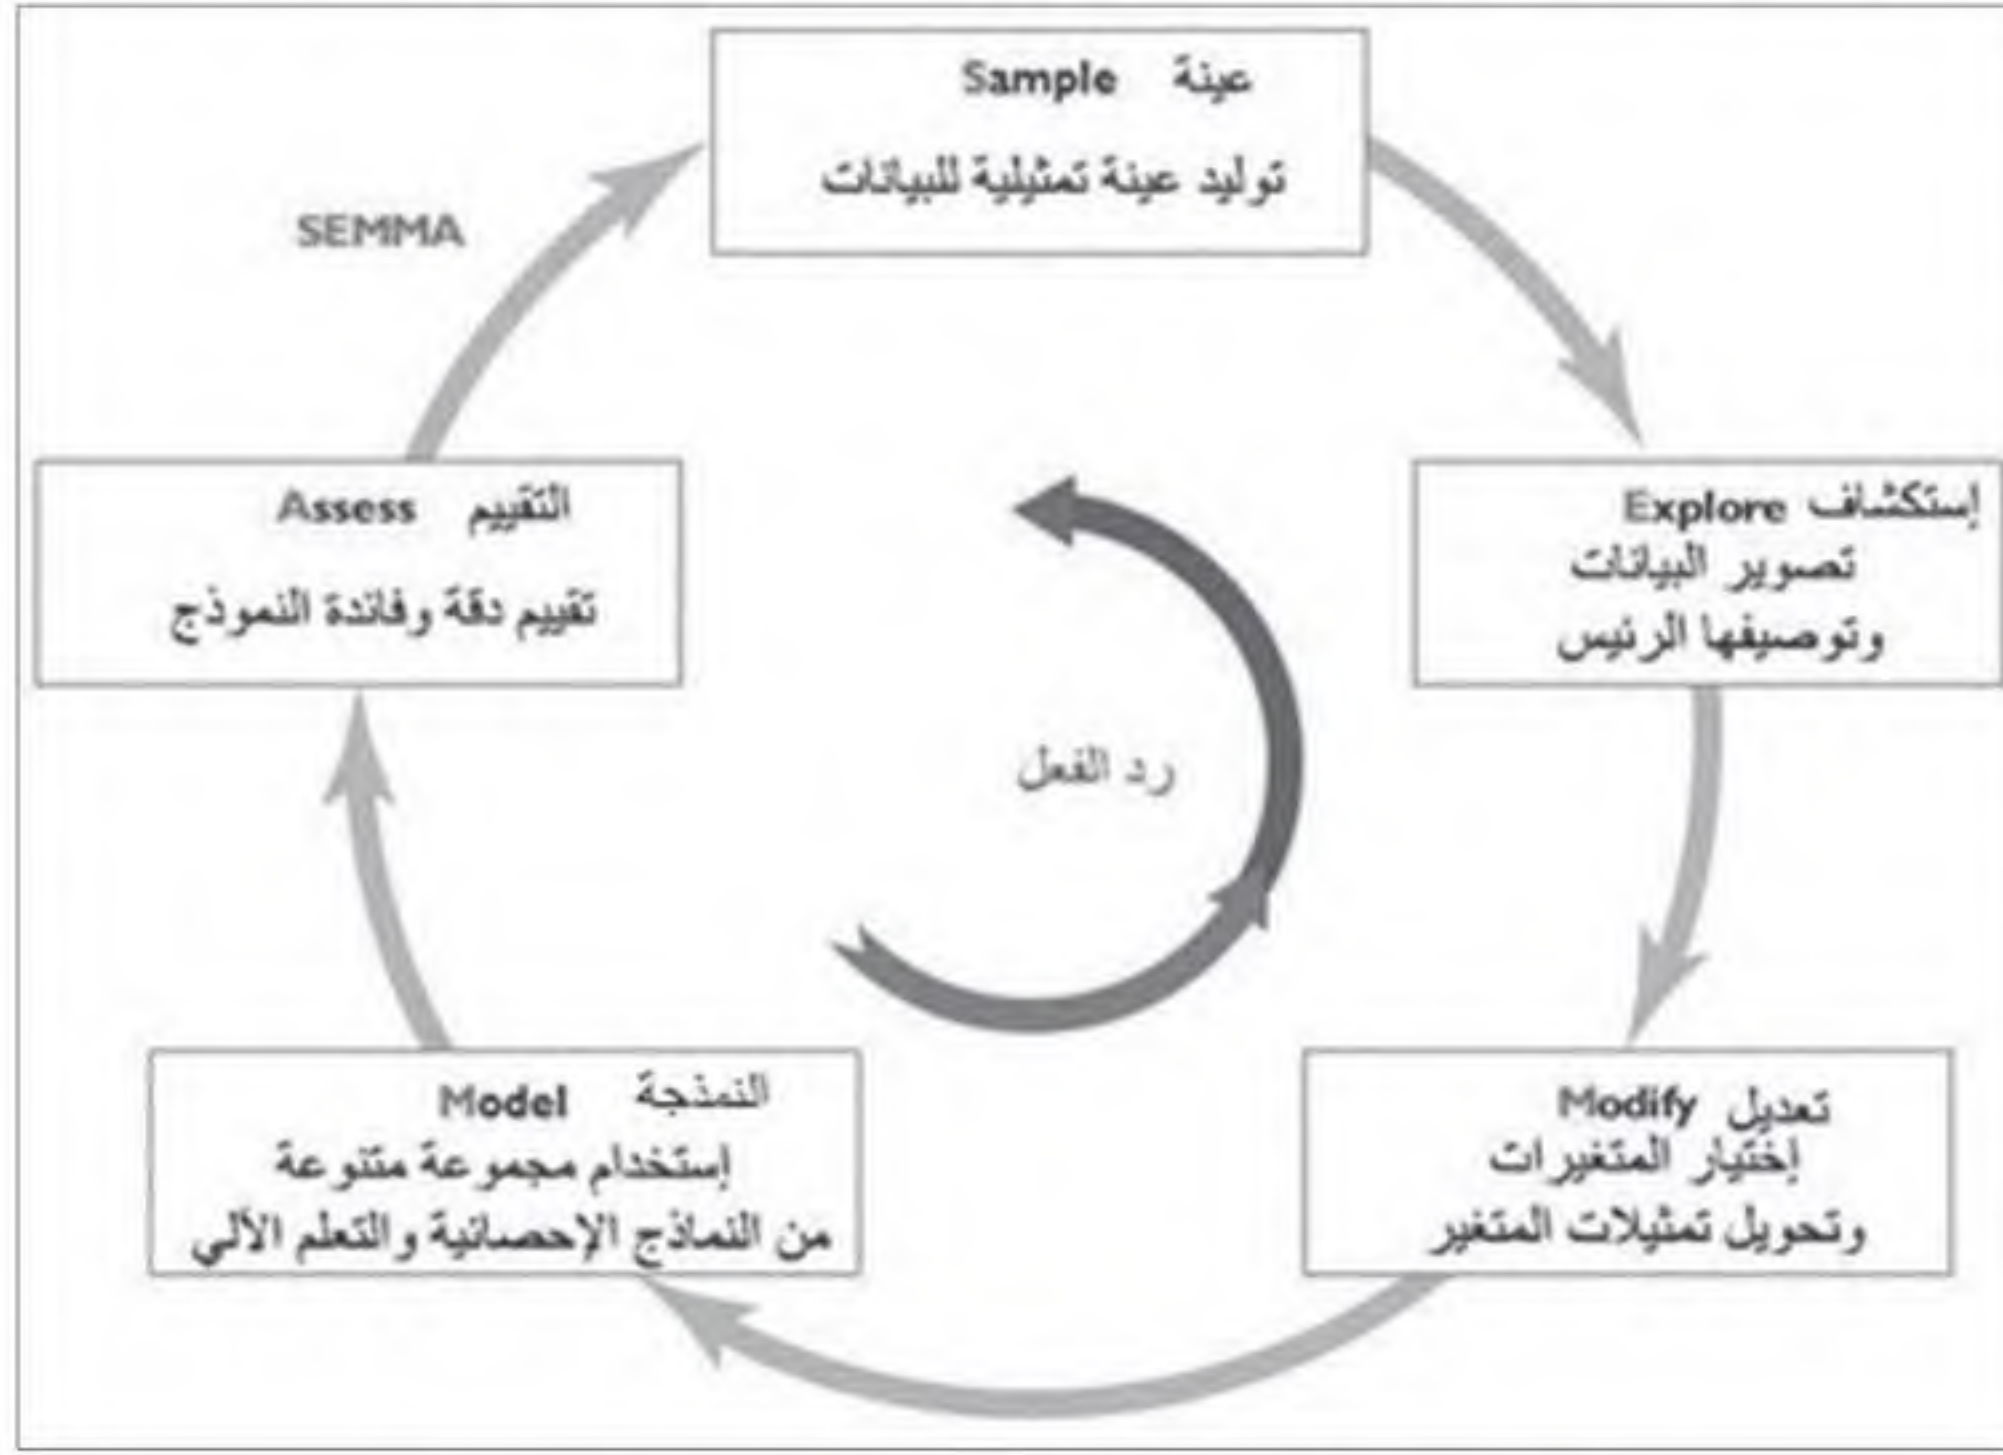 عينة Sample
توليد عينة تمثيلية للبيانات
SEMMA
إستكشاف Explore
تصوير البيانات
وتوصيفها الرئيس
تعديل Modify
إختيار المتغيرات
وتحويل تمثيلات المتغير
النمذجة Model
إستخدام مجموعة متنوعة
من النماذج الإحصائية والتعلم الآلي
التقييم Assess
تقييم دقة وفائدة النموذج
رد الفعل